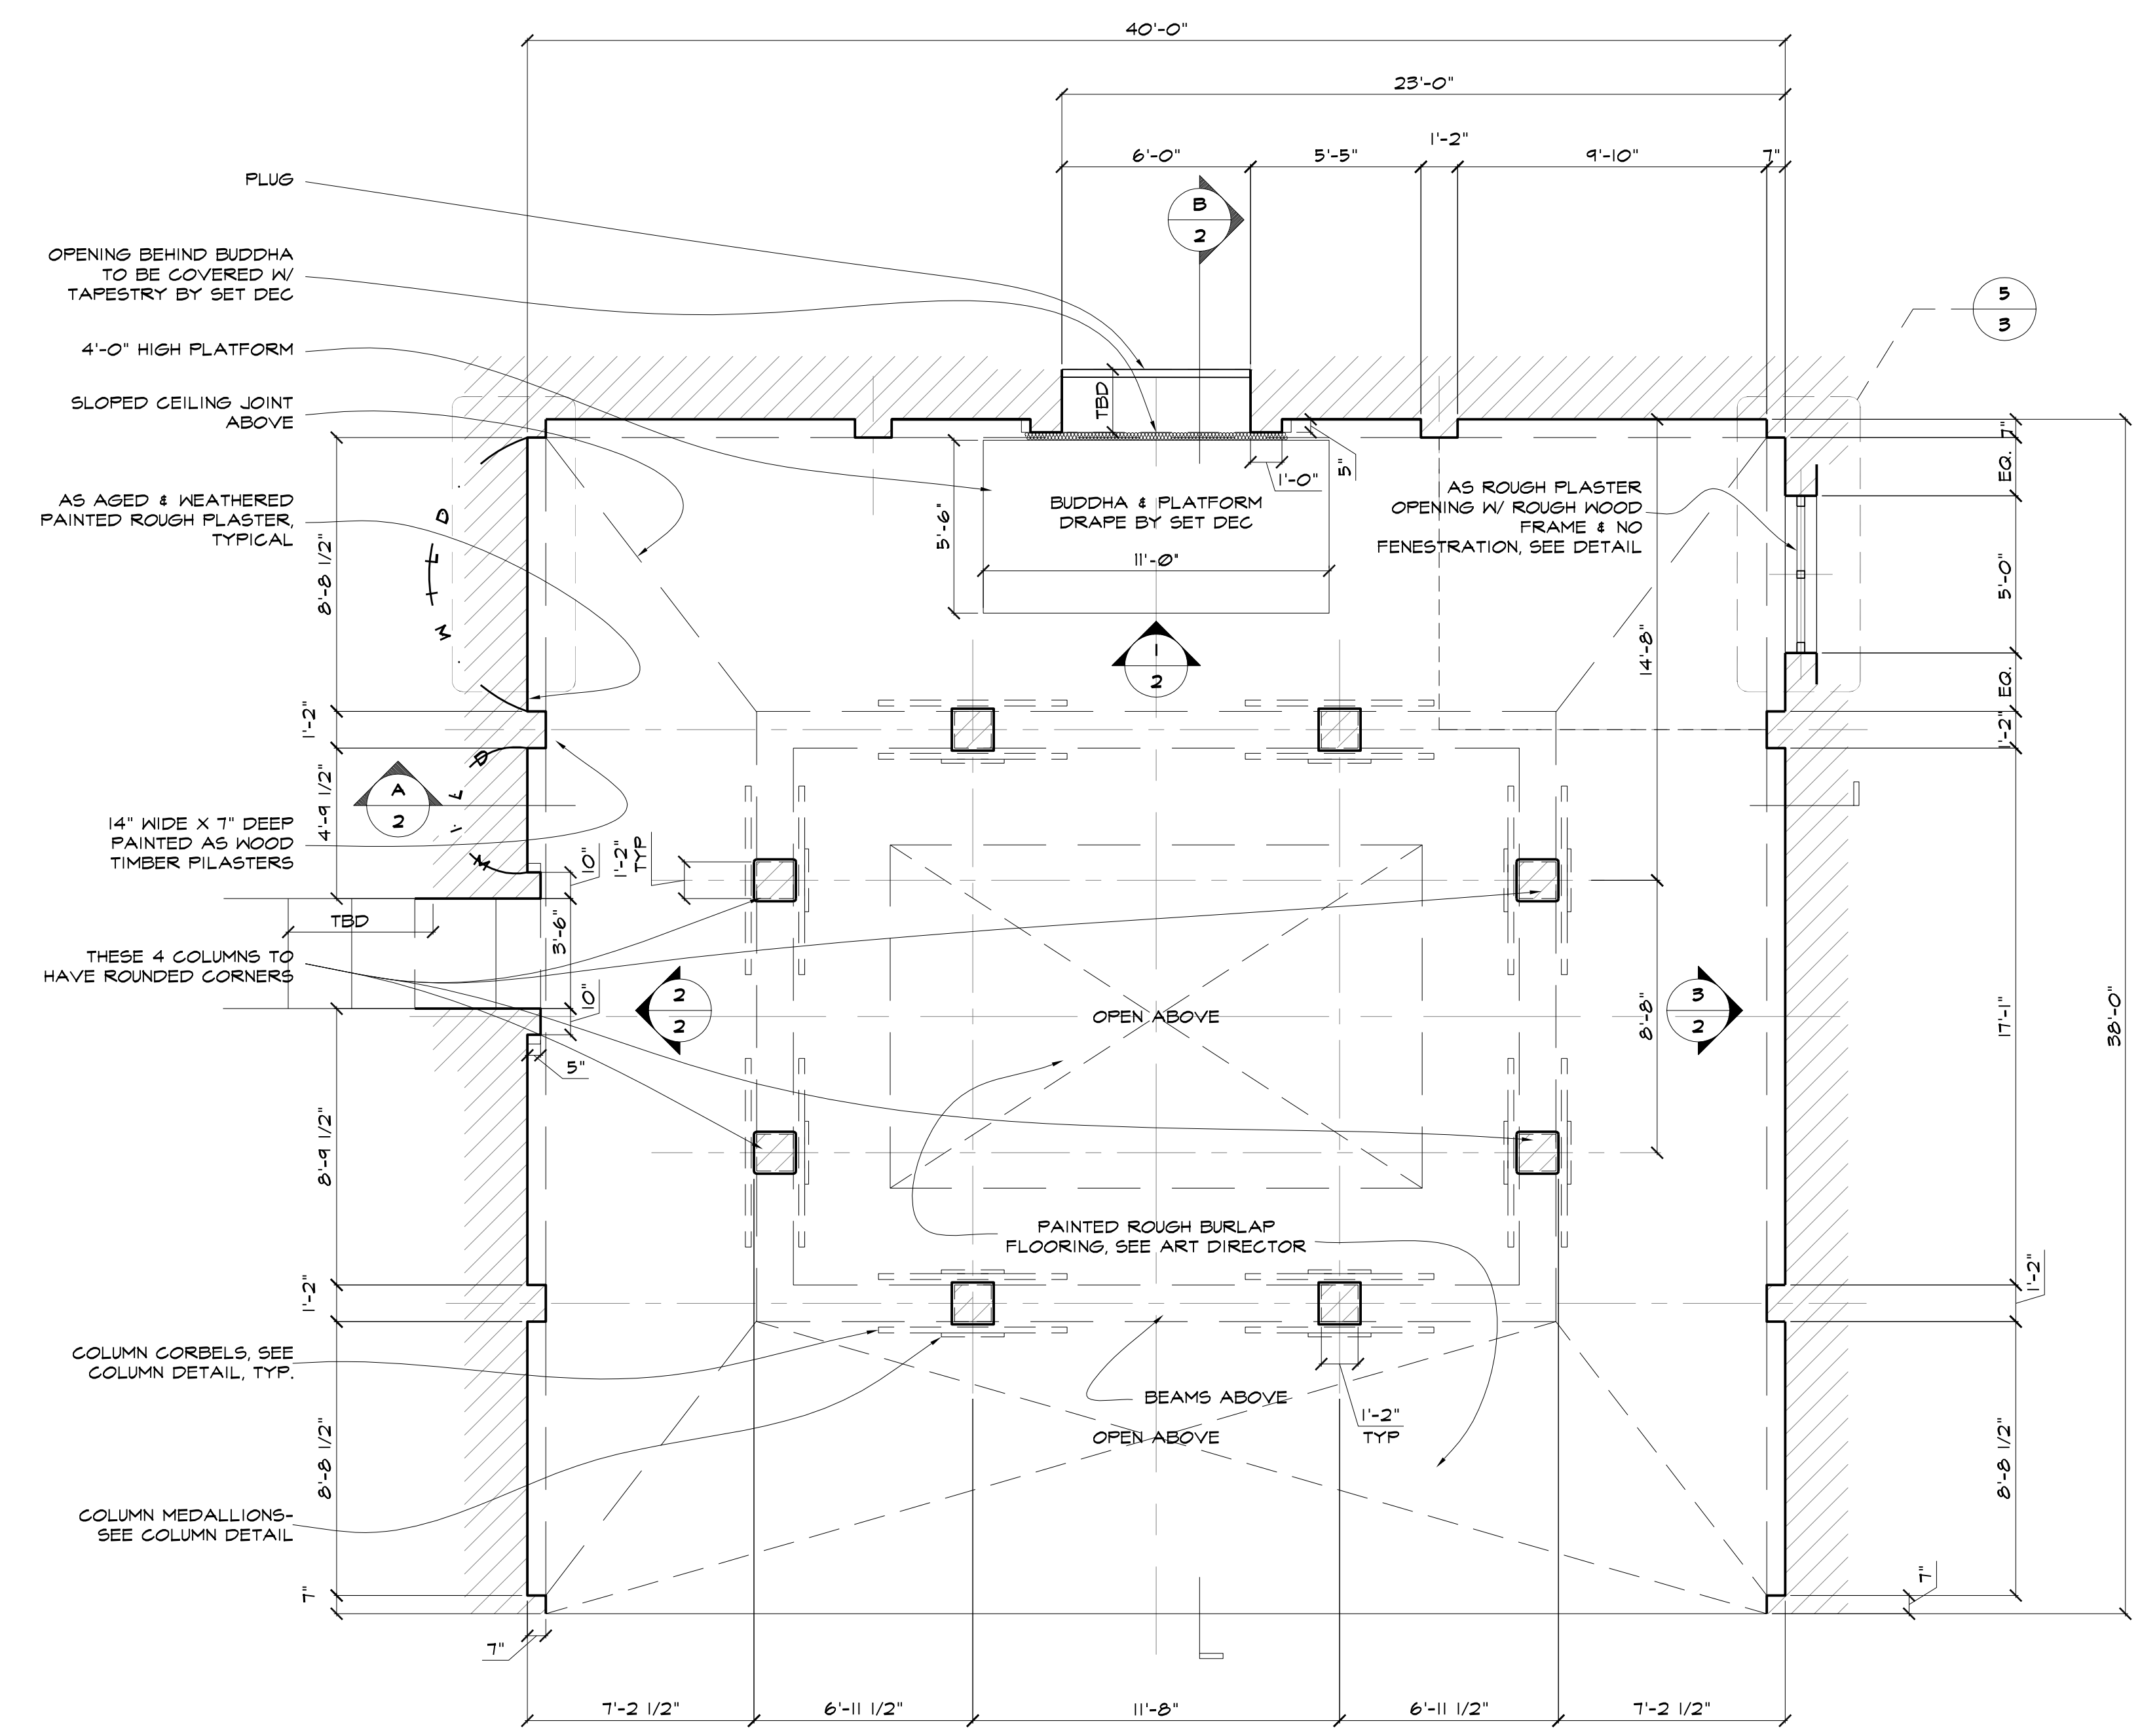 40'-0"
23'-0"
1'-2"
6'-0"
5'-5"
9'-10"
7"
PLUG
B
2
OPENING BEHIND BUDDHA
TO BE COVERED W/
TAPESTRY BY SET DEC
5
3
4'-0" HIGH PLATFORM
TBD
SLOPED CEILING JOINT
ABOVE
7"
5"
1'-0"
EQ.
AS AGED & WEATHERED
PAINTED ROUGH PLASTER,
TYPICAL
WILD
BUDDHA & PLATFORM
DRAPE BY SET DEC
5'-6"
11'-0"
AS ROUGH PLASTER
OPENING W/ ROUGH WOOD
FRAME & NO
FENESTRATION, SEE DETAIL
8'-8 1/2"
5'-0"
14'-8"
1
2
EQ.
1'-2"
1'-2"
WILD
A
2
4'-9 1/2"
14" WIDE X 7" DEEP
PAINTED AS WOOD
TIMBER PILASTERS
10"
1'-2"
TYP
TBD
3'-6"
THESE 4 COLUMNS TO
HAVE ROUNDED CORNERS
10"
2
2
OPEN ABOVE
8'-8"
3
2
17'-1"
38'-0"
5"
8'-9 1/2"
PAINTED ROUGH BURLAP
FLOORING, SEE ART DIRECTOR
1'-2"
1'-2"
COLUMN CORBELS, SEE
COLUMN DETAIL, TYP.
BEAMS ABOVE
1'-2"
TYP
OPEN ABOVE
8'-8 1/2"
8'-8 1/2"
COLUMN MEDALLIONS-
SEE COLUMN DETAIL
7"
7"
7"
7'-2 1/2"
6'-11 1/2"
11'-8"
6'-11 1/2"
7'-2 1/2"